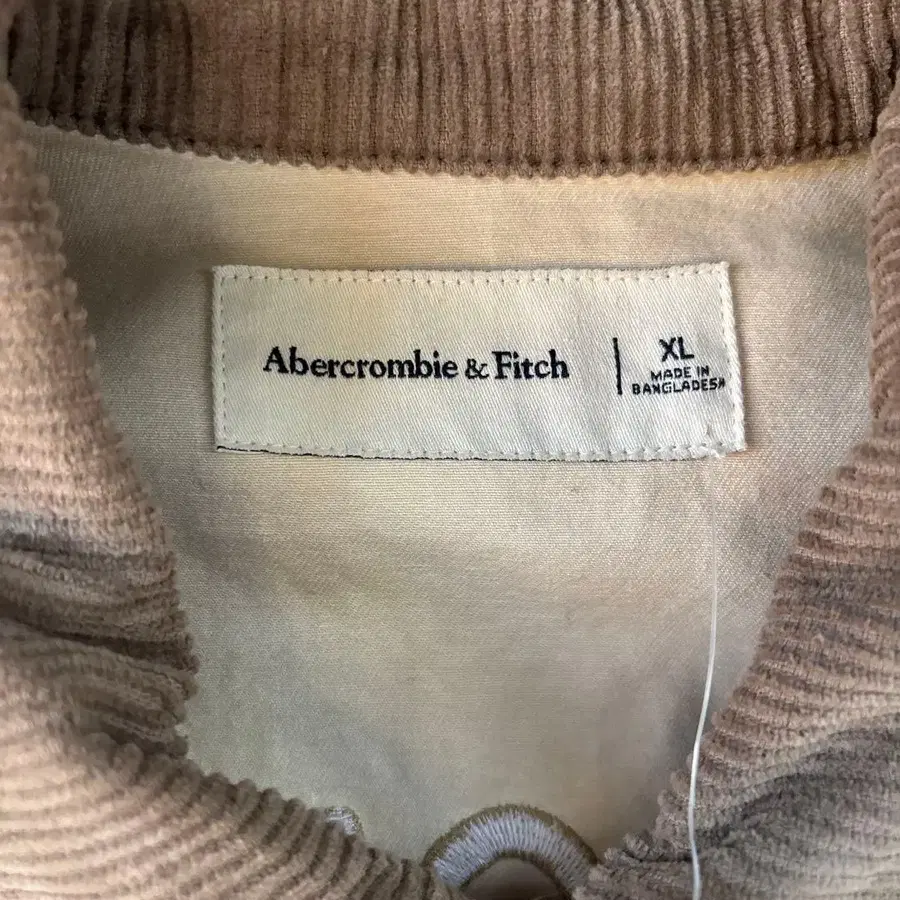 Abercrombie & Fitch
XL
MADE IN
BANGLADESH